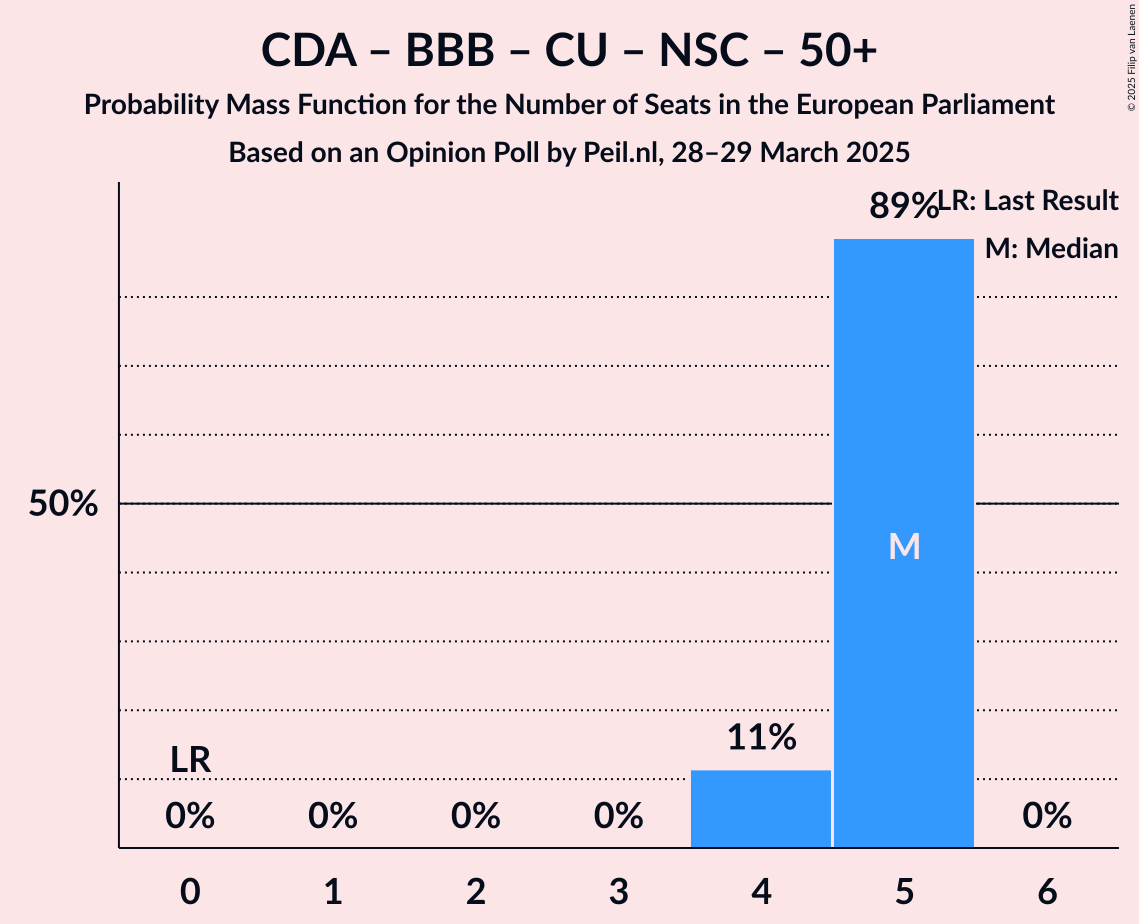 CDA – BBB – CU – NSC – 50+
Probability Mass Function for the Number of Seats in the European Parliament
Based on an Opinion Poll by Peil.nl, 28–29 March 2025
© 2025 Filip van Laenen
LR: Last Result
M: Median
89%
50%
M
11%
LR
0%
0%
0%
0%
0%
0
1
2
3
4
5
6